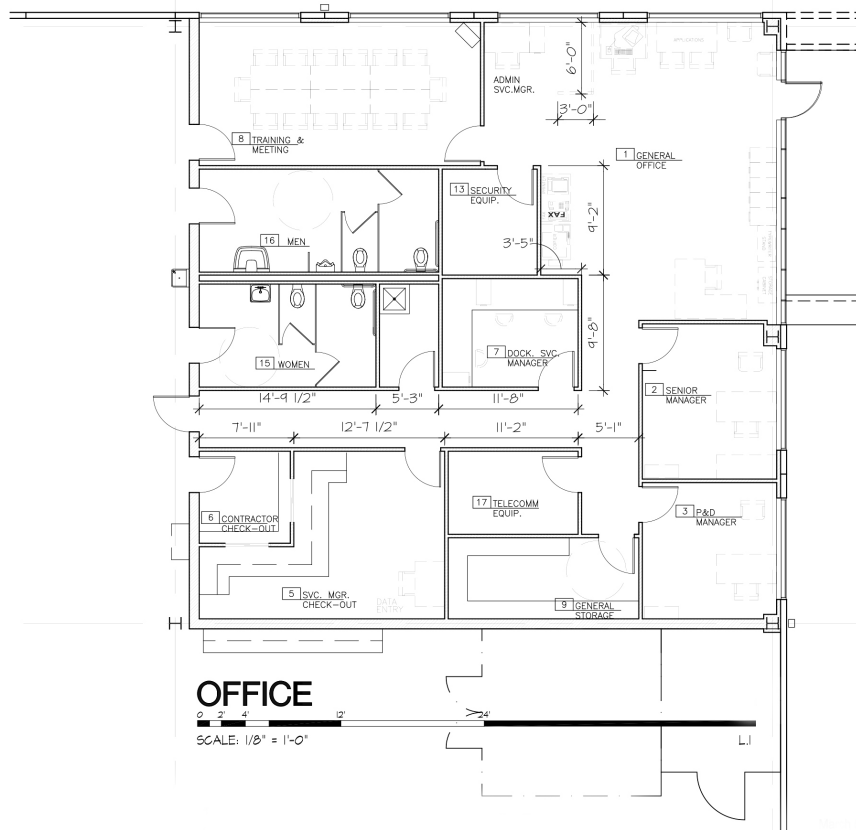 ADMIN
SVC.MGR.
6'-0"
APPLICATIONS
3'-0"
8 TRAINING &
MEETING
1 GENERAL
OFFICE
13 SECURITY
EQUIP.
FAX
9'-2"
16 MEN
3'-5"
9'-8"
7 DOCK. SVC.
MANAGER
15 WOMEN
2 SENIOR
MANAGER
14'-9 1/2"
5'-3"
11'-8"
7'-11"
12'-7 1/2"
11'-2"
5'-1"
17 TELECOMM
EQUIP.
3 P&D
MANAGER
6 CONTRACTOR
CHECK-OUT
5 SVC. MGR.
CHECK-OUT
DATA
ENTRY
9 GENERAL
STORAGE
OFFICE
0 2' 4' 12' 24'
SCALE: 1/8" = 1'-0"
L.1